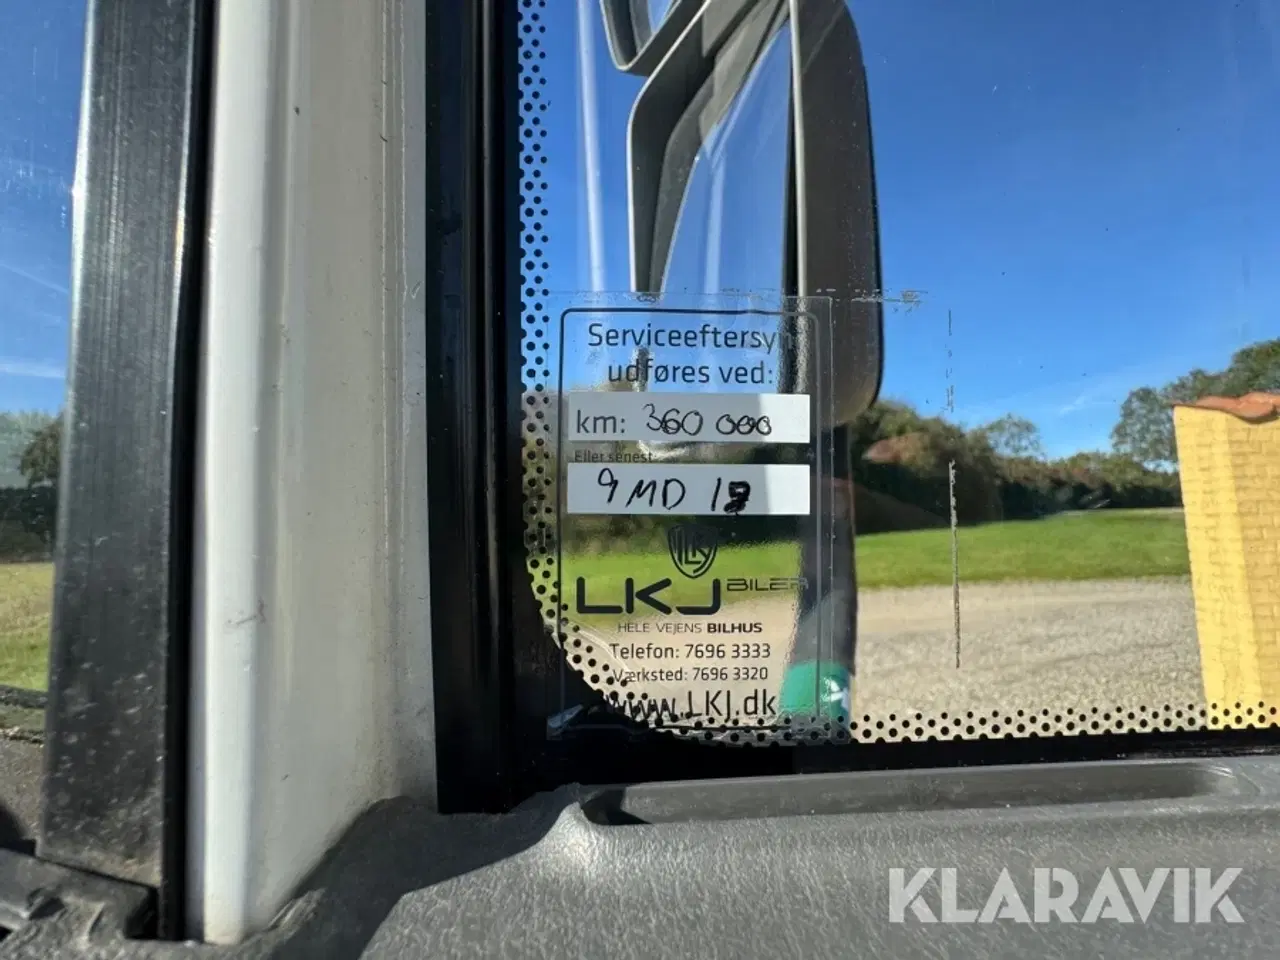 Serviceeftersyn
udføres ved:
km: 360 000
Eller senest:
9 MD
LKJ BILER
HELE VEJENS BILHUS
Telefon: 7696 3333
Værksted: 7696 3320
www.LKJ.dk
KLARAVIK